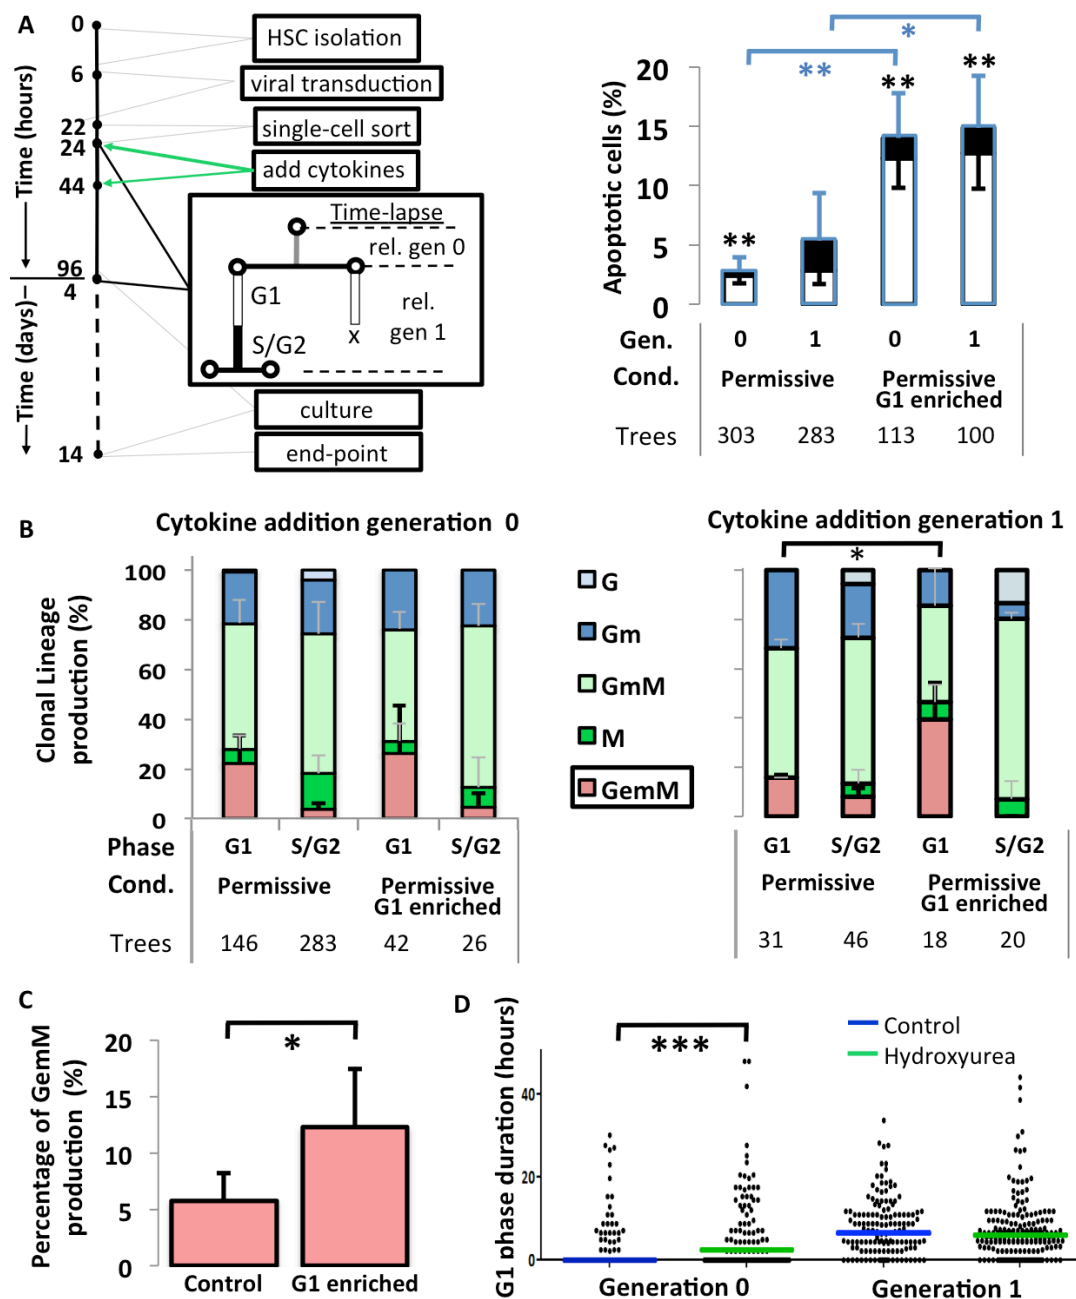 A
0
6
22
24
44
96
4
14
Time (hours)
Time (days)
HSC isolation
viral transduction
single-cell sort
add cytokines
Time-lapse
rel. gen 0
G1
rel.
gen 1
S/G2
x
culture
end-point
*
**
**
**
**
Apoptotic cells (%)
20
15
10
5
0
Gen. 0 1 0 1
Cond. Permissive Permissive
G1 enriched
Trees 303 283 113 100
B
Cytokine addition generation 0
Clonal Lineage
production (%)
100
80
60
40
20
0
Phase G1 S/G2 G1 S/G2
Cond. Permissive Permissive
G1 enriched
Trees 146 283 42 26
G
Gm
GmM
M
GemM
Cytokine addition generation 1
*
G1 S/G2 G1 S/G2
Permissive Permissive
G1 enriched
31 46 18 20
C
Percentage of GemM
production (%)
20
15
10
5
0
*
Control G1 enriched
D
G1 phase duration (hours)
40
20
0
***
Control
Hydroxyurea
Generation 0 Generation 1